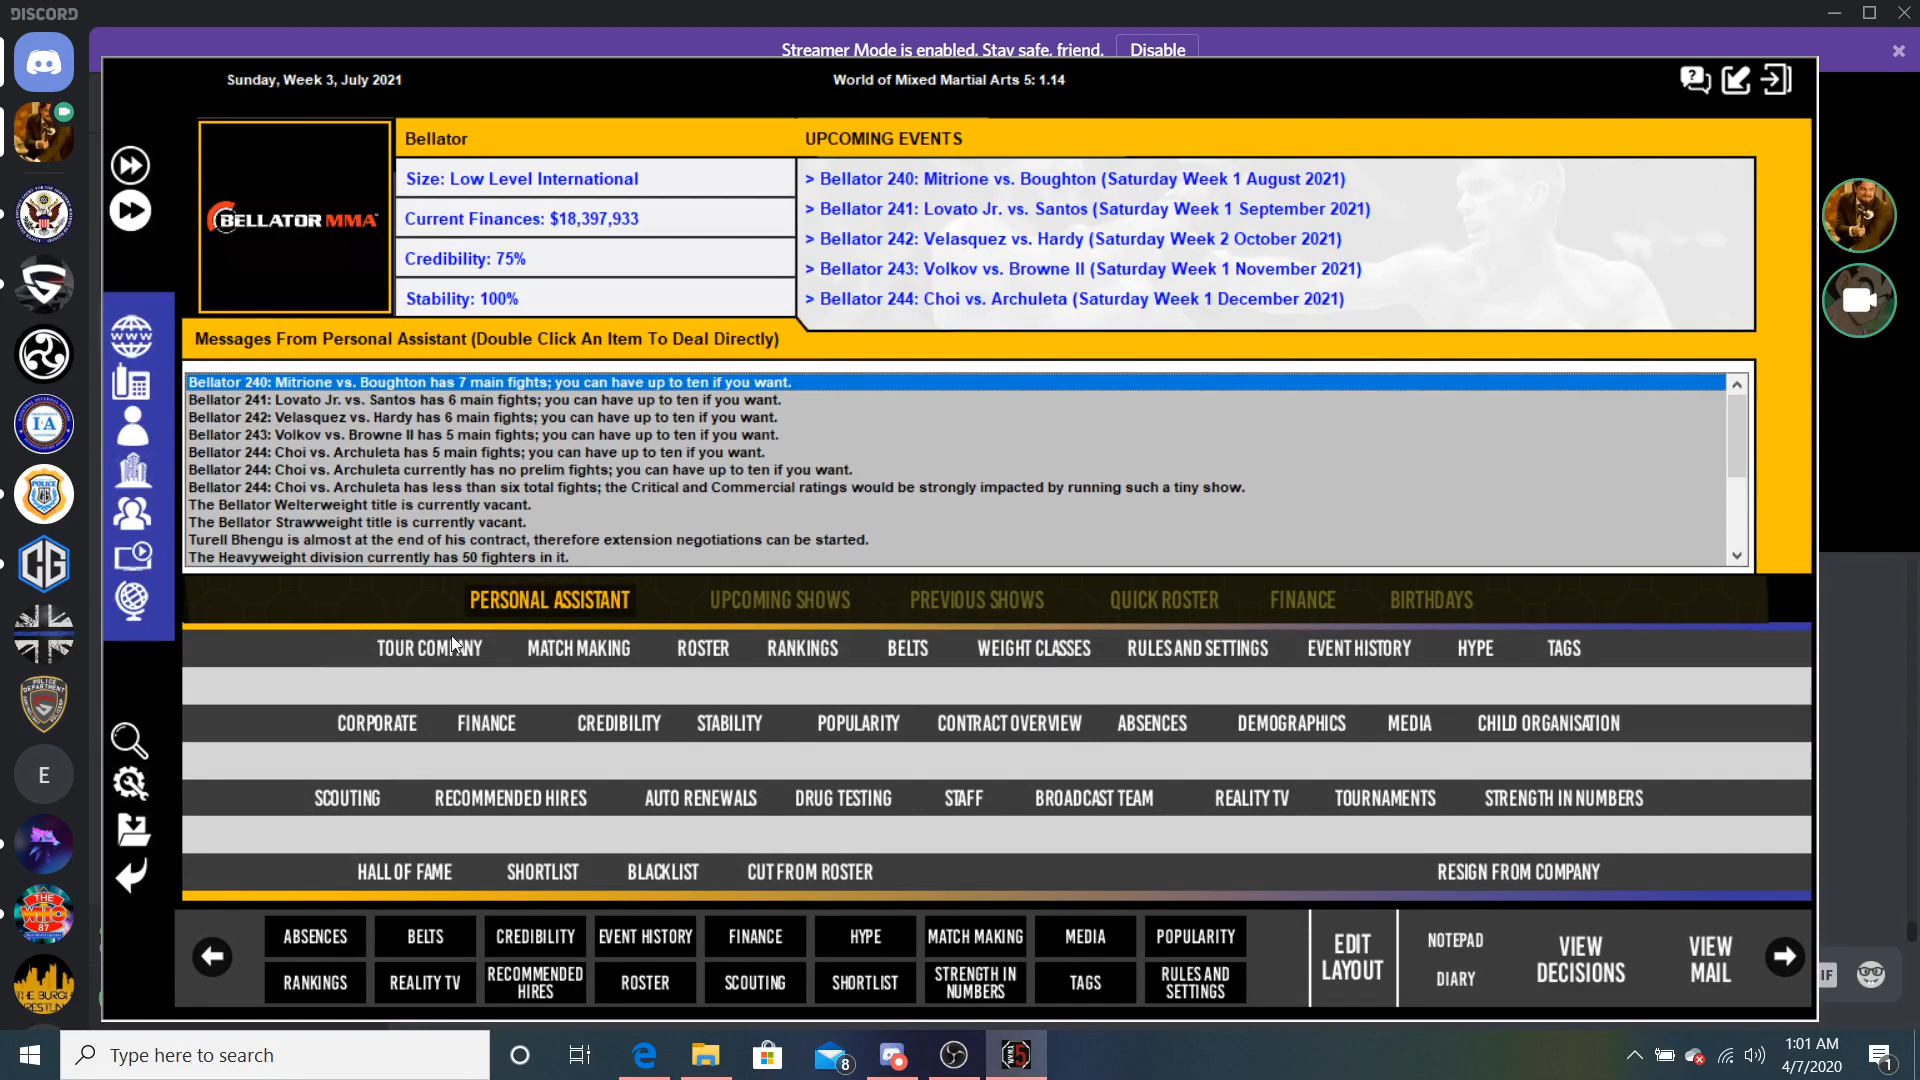 DISCORD
Streamer Mode is enabled. Stay safe, friend. Disable
Sunday, Week 3, July 2021
World of Mixed Martial Arts 5: 1.14
BELLATOR MMA
Bellator
Size: Low Level International
Current Finances: $18,397,933
Credibility: 75%
Stability: 100%
UPCOMING EVENTS
> Bellator 240: Mitrione vs. Boughton (Saturday Week 1 August 2021)
> Bellator 241: Lovato Jr. vs. Santos (Saturday Week 1 September 2021)
> Bellator 242: Velasquez vs. Hardy (Saturday Week 2 October 2021)
> Bellator 243: Volkov vs. Browne II (Saturday Week 1 November 2021)
> Bellator 244: Choi vs. Archuleta (Saturday Week 1 December 2021)
Messages From Personal Assistant (Double Click An Item To Deal Directly)
Bellator 240: Mitrione vs. Boughton has 7 main fights; you can have up to ten if you want.
Bellator 241: Lovato Jr. vs. Santos has 6 main fights; you can have up to ten if you want.
Bellator 242: Velasquez vs. Hardy has 6 main fights; you can have up to ten if you want.
Bellator 243: Volkov vs. Browne II has 5 main fights; you can have up to ten if you want.
Bellator 244: Choi vs. Archuleta has 5 main fights; you can have up to ten if you want.
Bellator 244: Choi vs. Archuleta currently has no prelim fights; you can have up to ten if you want.
Bellator 244: Choi vs. Archuleta has less than six total fights; the Critical and Commercial ratings would be strongly impacted by running such a tiny show.
The Bellator Welterweight title is currently vacant.
The Bellator Strawweight title is currently vacant.
Turell Bhengu is almost at the end of his contract, therefore extension negotiations can be started.
The Heavyweight division currently has 50 fighters in it.
PERSONAL ASSISTANT UPCOMING SHOWS PREVIOUS SHOWS QUICK ROSTER FINANCE BIRTHDAYS
TOUR COMPANY MATCH MAKING ROSTER RANKINGS BELTS WEIGHT CLASSES RULES AND SETTINGS EVENT HISTORY HYPE TAGS
CORPORATE FINANCE CREDIBILITY STABILITY POPULARITY CONTRACT OVERVIEW ABSENCES DEMOGRAPHICS MEDIA CHILD ORGANISATION
SCOUTING RECOMMENDED HIRES AUTO RENEWALS DRUG TESTING STAFF BROADCAST TEAM REALITY TV TOURNAMENTS STRENGTH IN NUMBERS
HALL OF FAME SHORTLIST BLACKLIST CUT FROM ROSTER RESIGN FROM COMPANY
ABSENCES BELTS CREDIBILITY EVENT HISTORY FINANCE HYPE MATCH MAKING MEDIA POPULARITY
RANKINGS REALITY TV RECOMMENDED HIRES ROSTER SCOUTING SHORTLIST STRENGTH IN NUMBERS TAGS RULES AND SETTINGS
EDIT LAYOUT
NOTEPAD
DIARY
VIEW DECISIONS
VIEW MAIL
WWW
IA
POLICE
CG
E
THE WHO 87
IF
Type here to search
8
5
1:01 AM
4/7/2020
1